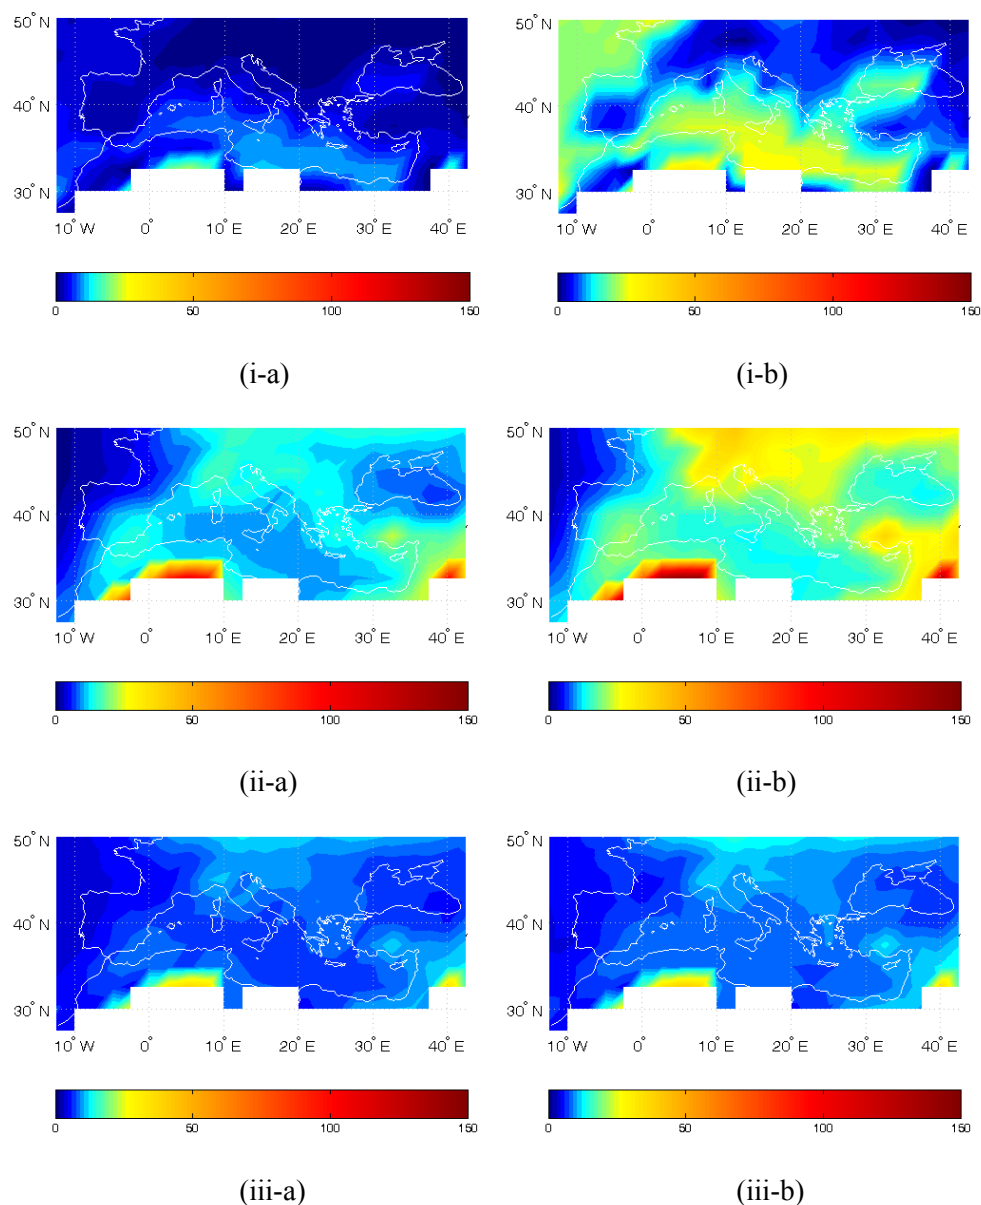 50° N 50° N
40° N 40° N
30° N 30° N
10° W 0° 10° E 20° E 30° E 40° E 10° W 0° 10° E 20° E 30° E 40° E
0 50 100 150 0 50 100 150
(i-a) (i-b)
50° N 50° N
40° N 40° N
30° N 30° N
10° W 0° 10° E 20° E 30° E 40° E 10° W 0° 10° E 20° E 30° E 40° E
0 50 100 150 0 50 100 150
(ii-a) (ii-b)
50° N 50° N
40° N 40° N
30° N 30° N
10° W 0° 10° E 20° E 30° E 40° E 10° W 0° 10° E 20° E 30° E 40° E
0 50 100 150 0 50 100 150
(iii-a) (iii-b)